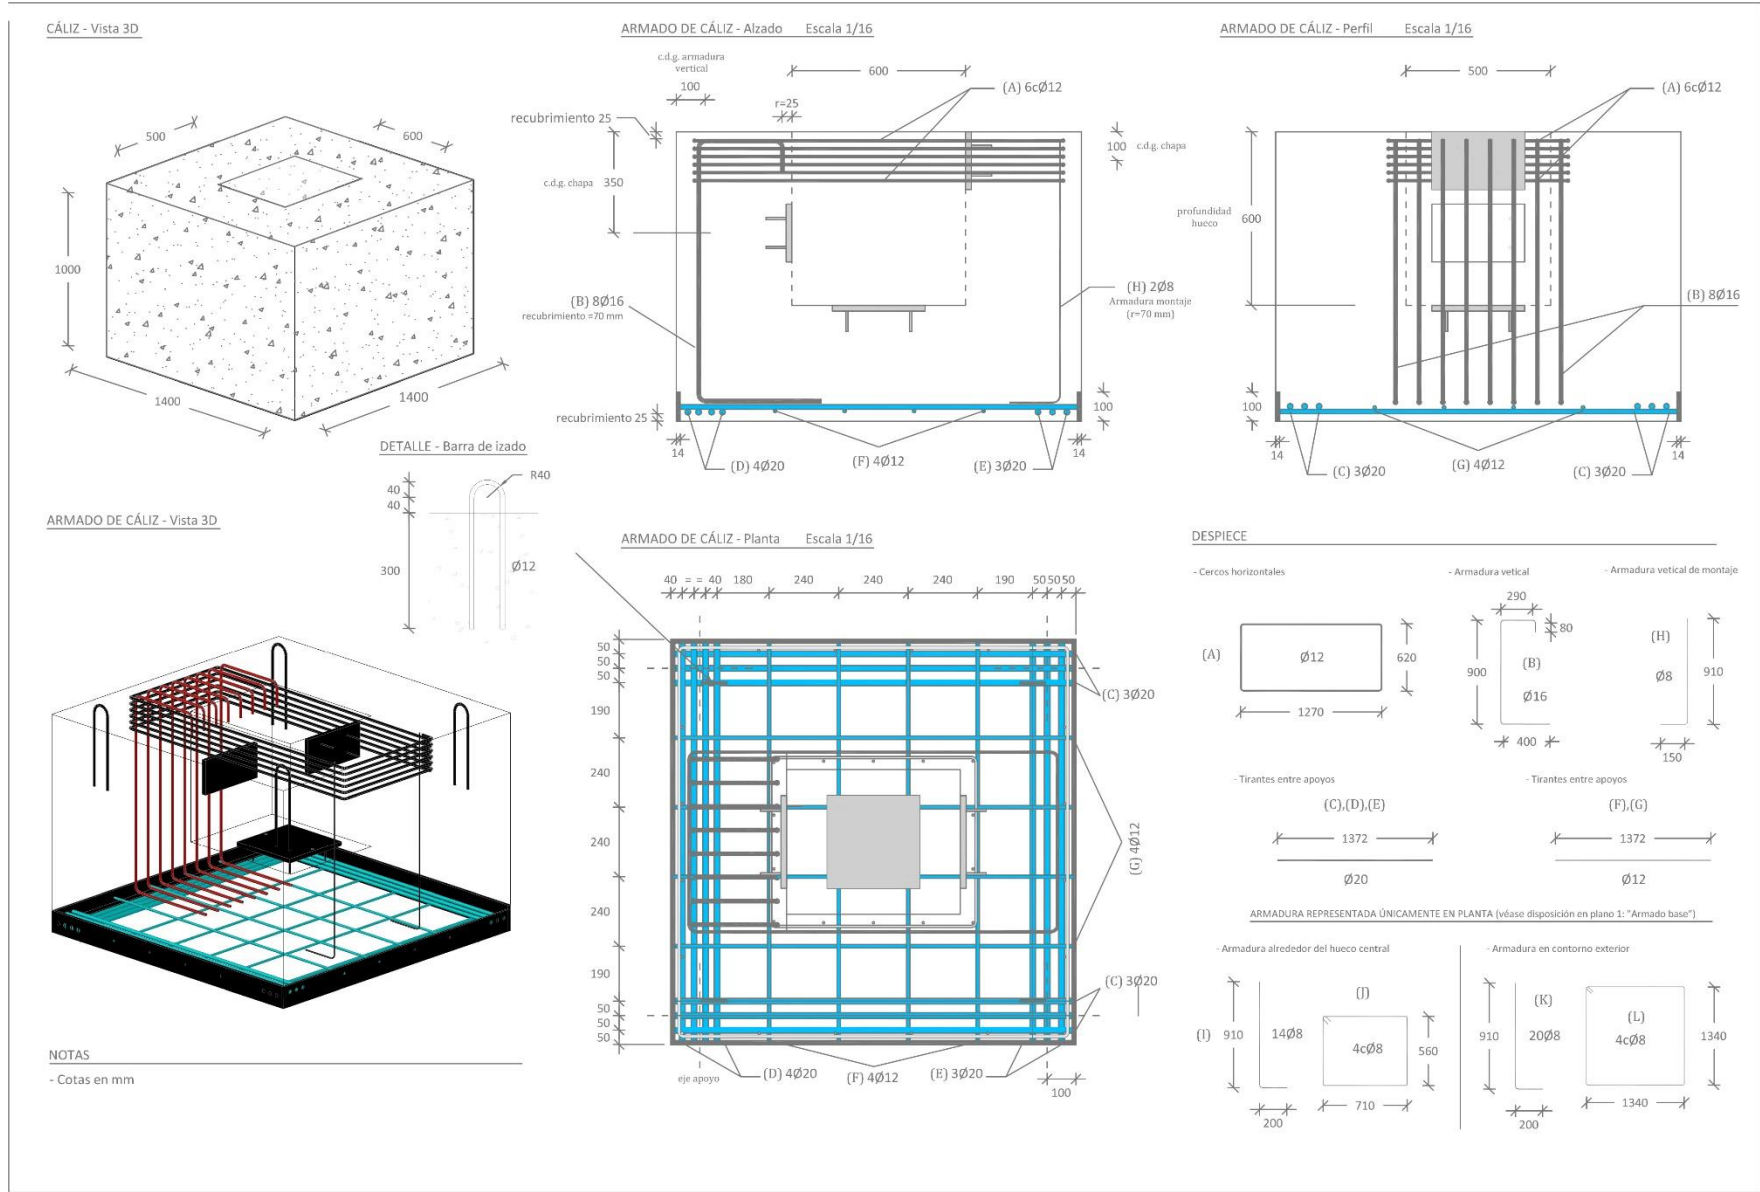 CÁLIZ - Vista 3D
500
600
1000
1400
1400
ARMADO DE CÁLIZ - Alzado Escala 1/16
c.d.g. armadura
vertical
100
600
(A) 6cØ12
r=25
recubrimiento 25
100 c.d.g. chapa
c.d.g. chapa 350
(B) 8Ø16
recubrimiento =70 mm
(H) 2Ø8
Armadura montaje
(r=70 mm)
100
recubrimiento 25
14
14
(D) 4Ø20
(F) 4Ø12
(E) 3Ø20
ARMADO DE CÁLIZ - Perfil Escala 1/16
500
(A) 6cØ12
profundidad
hueco
600
(B) 8Ø16
100
14
14
(C) 3Ø20
(G) 4Ø12
(C) 3Ø20
DETALLE - Barra de izado
R40
40
40
300
Ø12
ARMADO DE CÁLIZ - Vista 3D
NOTAS
- Cotas en mm
ARMADO DE CÁLIZ - Planta Escala 1/16
40 = = 40 180 240 240 240 190 50 50 50
50
50
50
190
240
240
240
190
50
50
50
(C) 3Ø20
(G) 4Ø12
(C) 3Ø20
eje apoyo
(D) 4Ø20
(F) 4Ø12
(E) 3Ø20
100
DESPIECE
- Cercos horizontales
(A)
Ø12
620
1270
- Armadura vetical
290
80
900
(B)
Ø16
400
- Armadura vetical de montaje
(H)
Ø8
910
150
- Tirantes entre apoyos
(C),(D),(E)
1372
Ø20
- Tirantes entre apoyos
(F),(G)
1372
Ø12
ARMADURA REPRESENTADA ÚNICAMENTE EN PLANTA (véase disposición en plano 1: "Armado base")
- Armadura alrededor del hueco central
(I) 910
14Ø8
200
(J)
4cØ8
560
710
- Armadura en contorno exterior
(K)
910
20Ø8
200
(L)
4cØ8
1340
1340